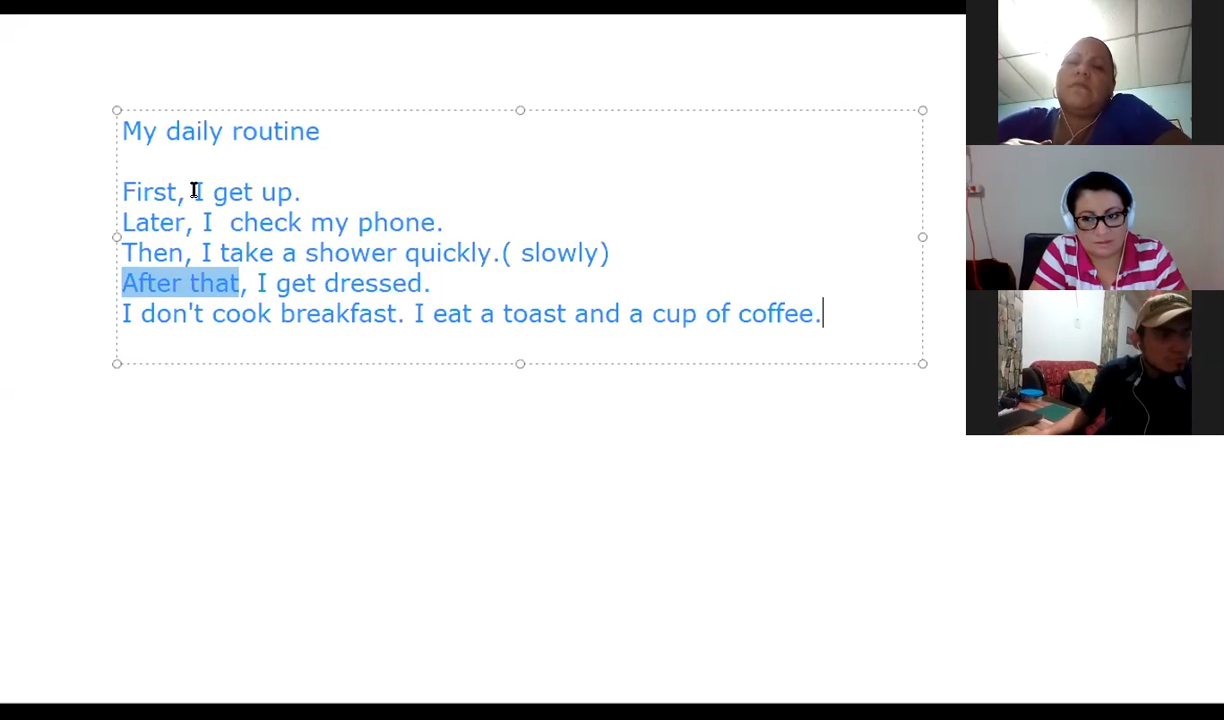 My daily routine
First, I get up.
Later, I  check my phone.
Then, I take a shower quickly.( slowly)
After that, I get dressed.
I don't cook breakfast. I eat a toast and a cup of coffee.